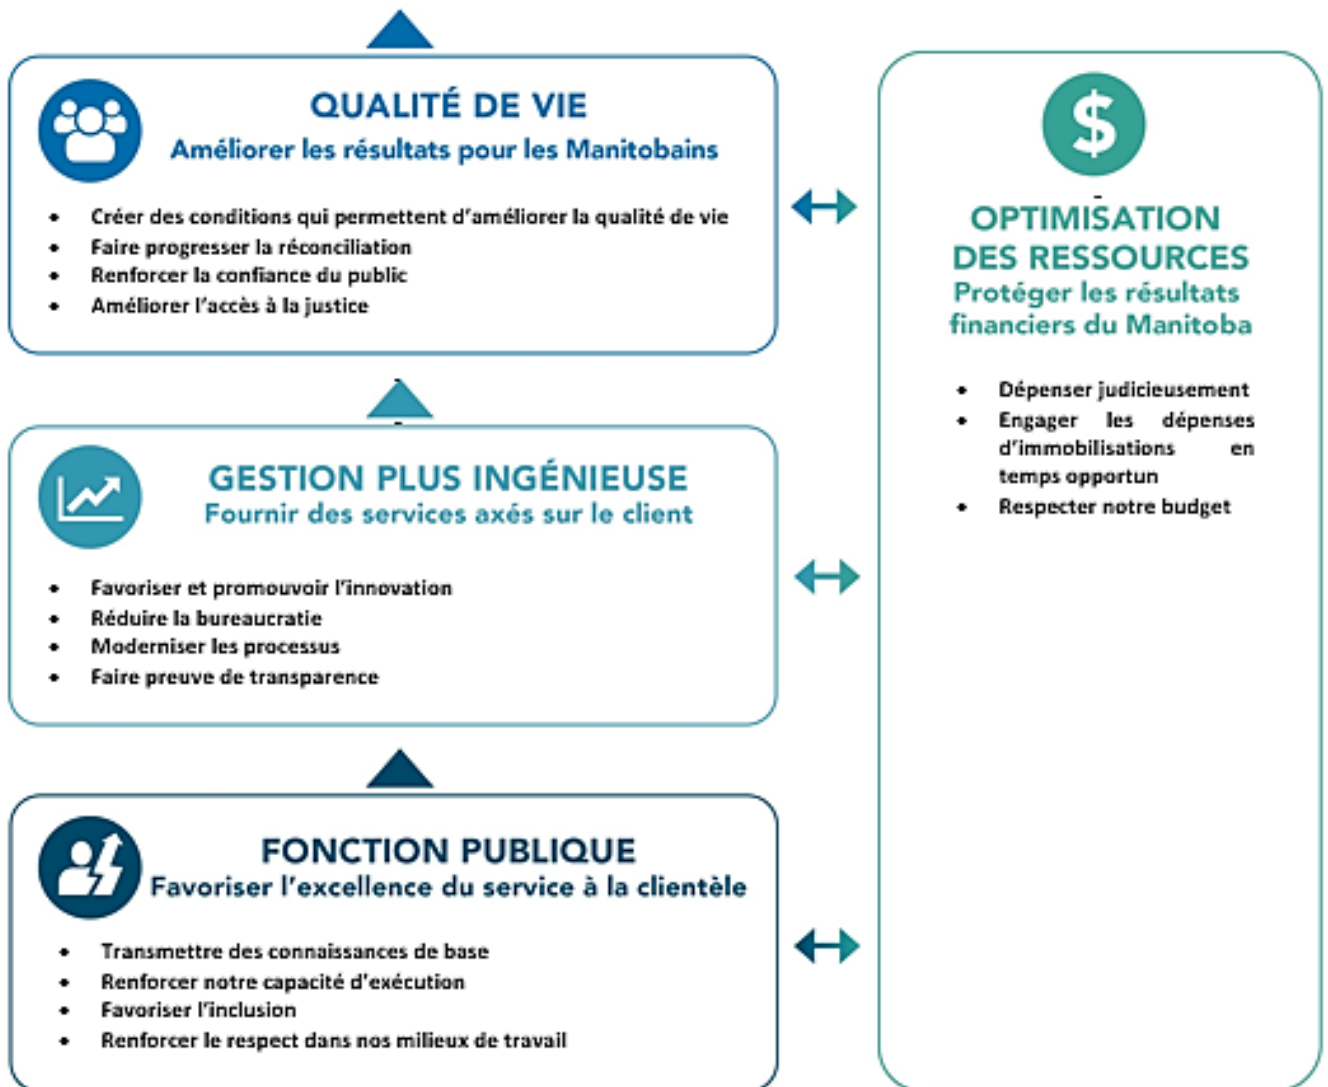 QUALITÉ DE VIE
Améliorer les résultats pour les Manitobains
• Créer des conditions qui permettent d'améliorer la qualité de vie
• Faire progresser la réconciliation
• Renforcer la confiance du public
• Améliorer l'accès à la justice
GESTION PLUS INGÉNIEUSE
Fournir des services axés sur le client
• Favoriser et promouvoir l'innovation
• Réduire la bureaucratie
• Moderniser les processus
• Faire preuve de transparence
FONCTION PUBLIQUE
Favoriser l'excellence du service à la clientèle
• Transmettre des connaissances de base
• Renforcer notre capacité d'exécution
• Favoriser l'inclusion
• Renforcer le respect dans nos milieux de travail
$
OPTIMISATION
DES RESSOURCES
Protéger les résultats
financiers du Manitoba
• Dépenser judicieusement
• Engager les dépenses
d'immobilisations en
temps opportun
• Respecter notre budget